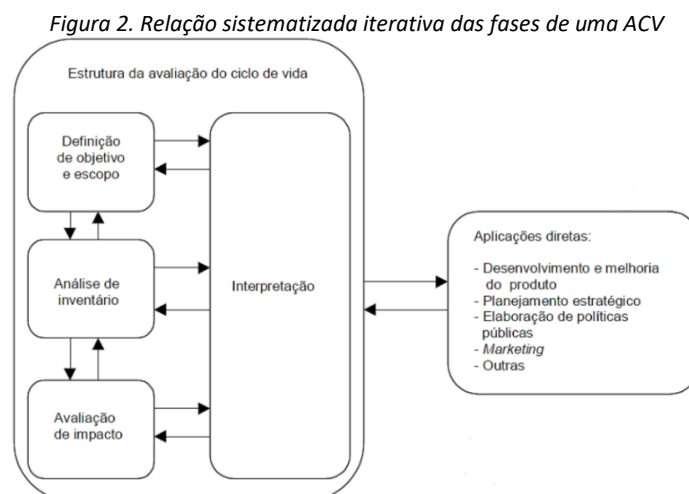 Figura 2. Relação sistematizada iterativa das fases de uma ACV
Estrutura da avaliação do ciclo de vida
Definição
de objetivo
e escopo
Análise de
inventário
Avaliação
de impacto
Interpretação
Aplicações diretas:
- Desenvolvimento e melhoria
do produto
- Planejamento estratégico
- Elaboração de políticas
públicas
- Marketing
- Outras